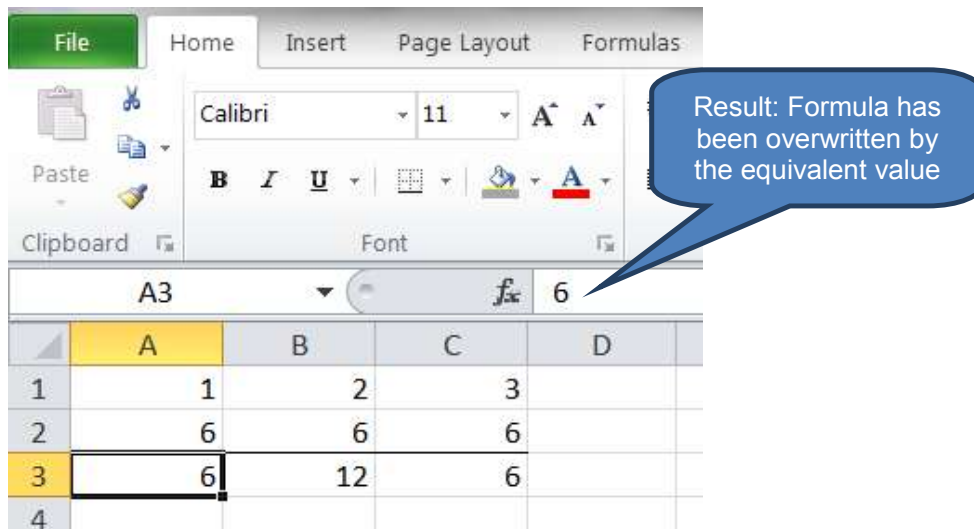 File Home Insert Page Layout Formulas
Calibri 11 A A
Paste
B I U A
Clipboard Font
Result: Formula has
been overwritten by
the equivalent value
A3 fx 6
A B C D
1 1 2 3
2 6 6 6
3 6 12 6
4